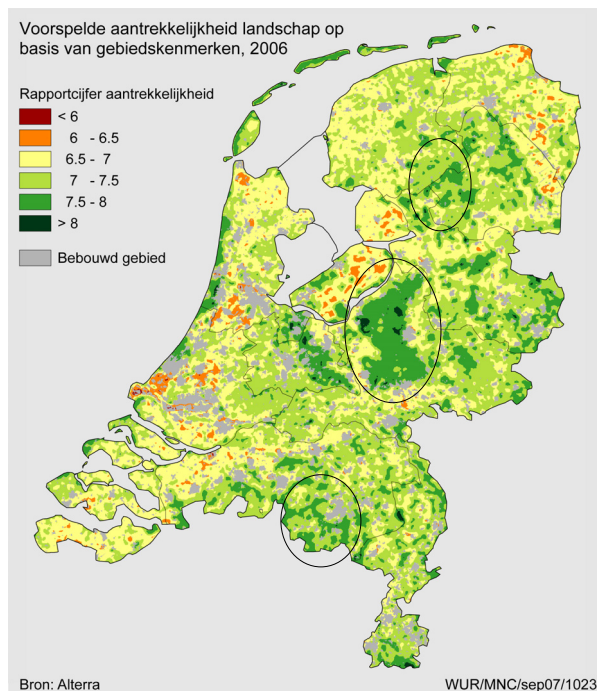 Voorspelde aantrekkelijkheid landschap op
basis van gebiedskenmerken, 2006
Rapportcijfer aantrekkelijkheid
< 6
6 - 6.5
6.5 - 7
7 - 7.5
7.5 - 8
> 8
Bebouwd gebied
Bron: Alterra
WUR/MNC/sep07/1023